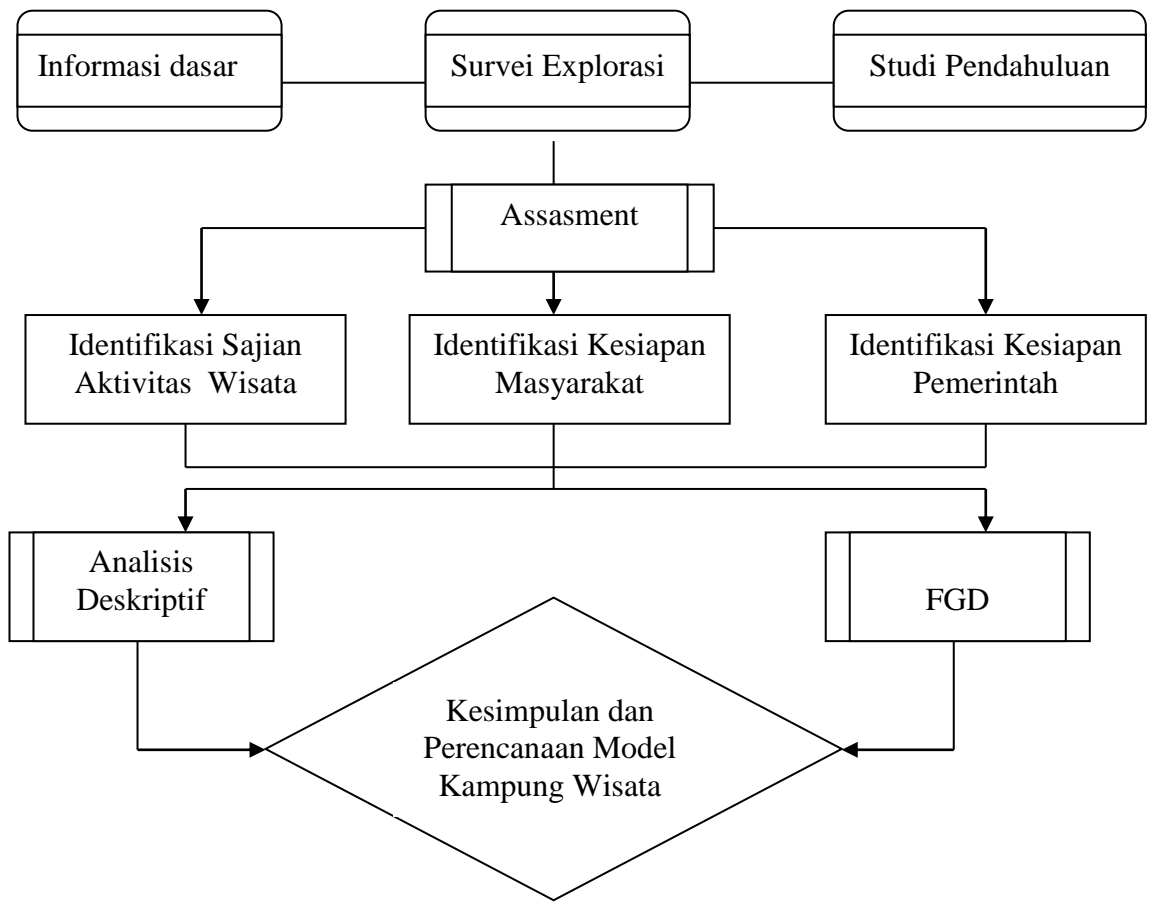 Informasi dasar
Survei Explorasi
Studi Pendahuluan
Assasment
Identifikasi Sajian
Aktivitas Wisata
Identifikasi Kesiapan
Masyarakat
Identifikasi Kesiapan
Pemerintah
Analisis
Deskriptif
FGD
Kesimpulan dan
Perencanaan Model
Kampung Wisata